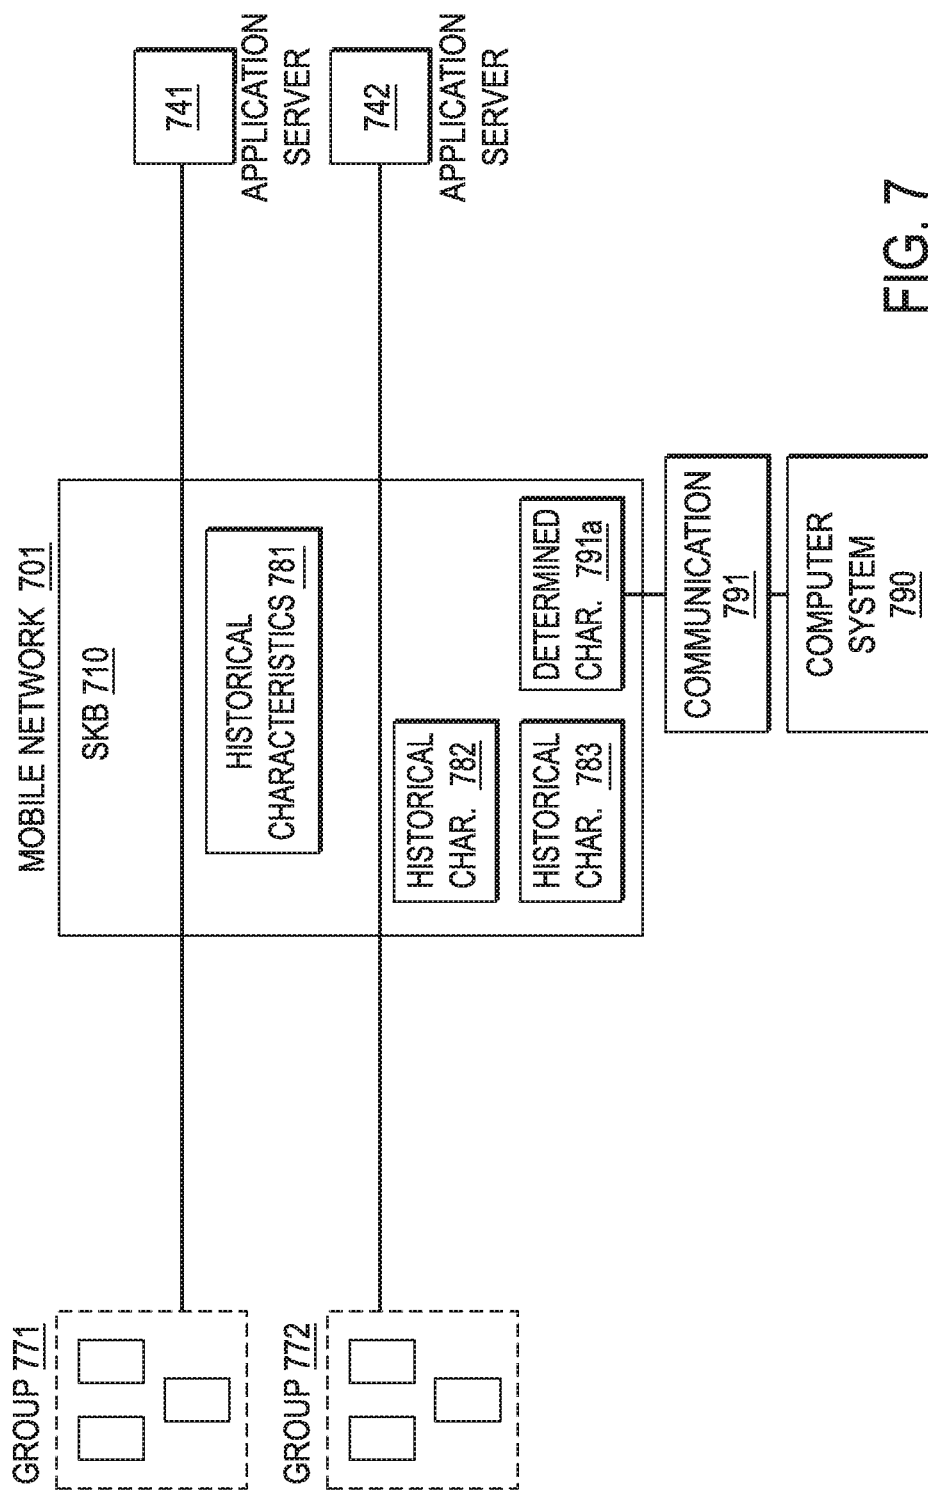 GROUP 771
GROUP 772
MOBILE NETWORK 701
SKB 710
HISTORICAL
CHARACTERISTICS 781
HISTORICAL
CHAR. 782
HISTORICAL
CHAR. 783
DETERMINED
CHAR. 791a
COMMUNICATION
791
COMPUTER
SYSTEM
790
741
APPLICATION
SERVER
742
APPLICATION
SERVER
FIG. 7